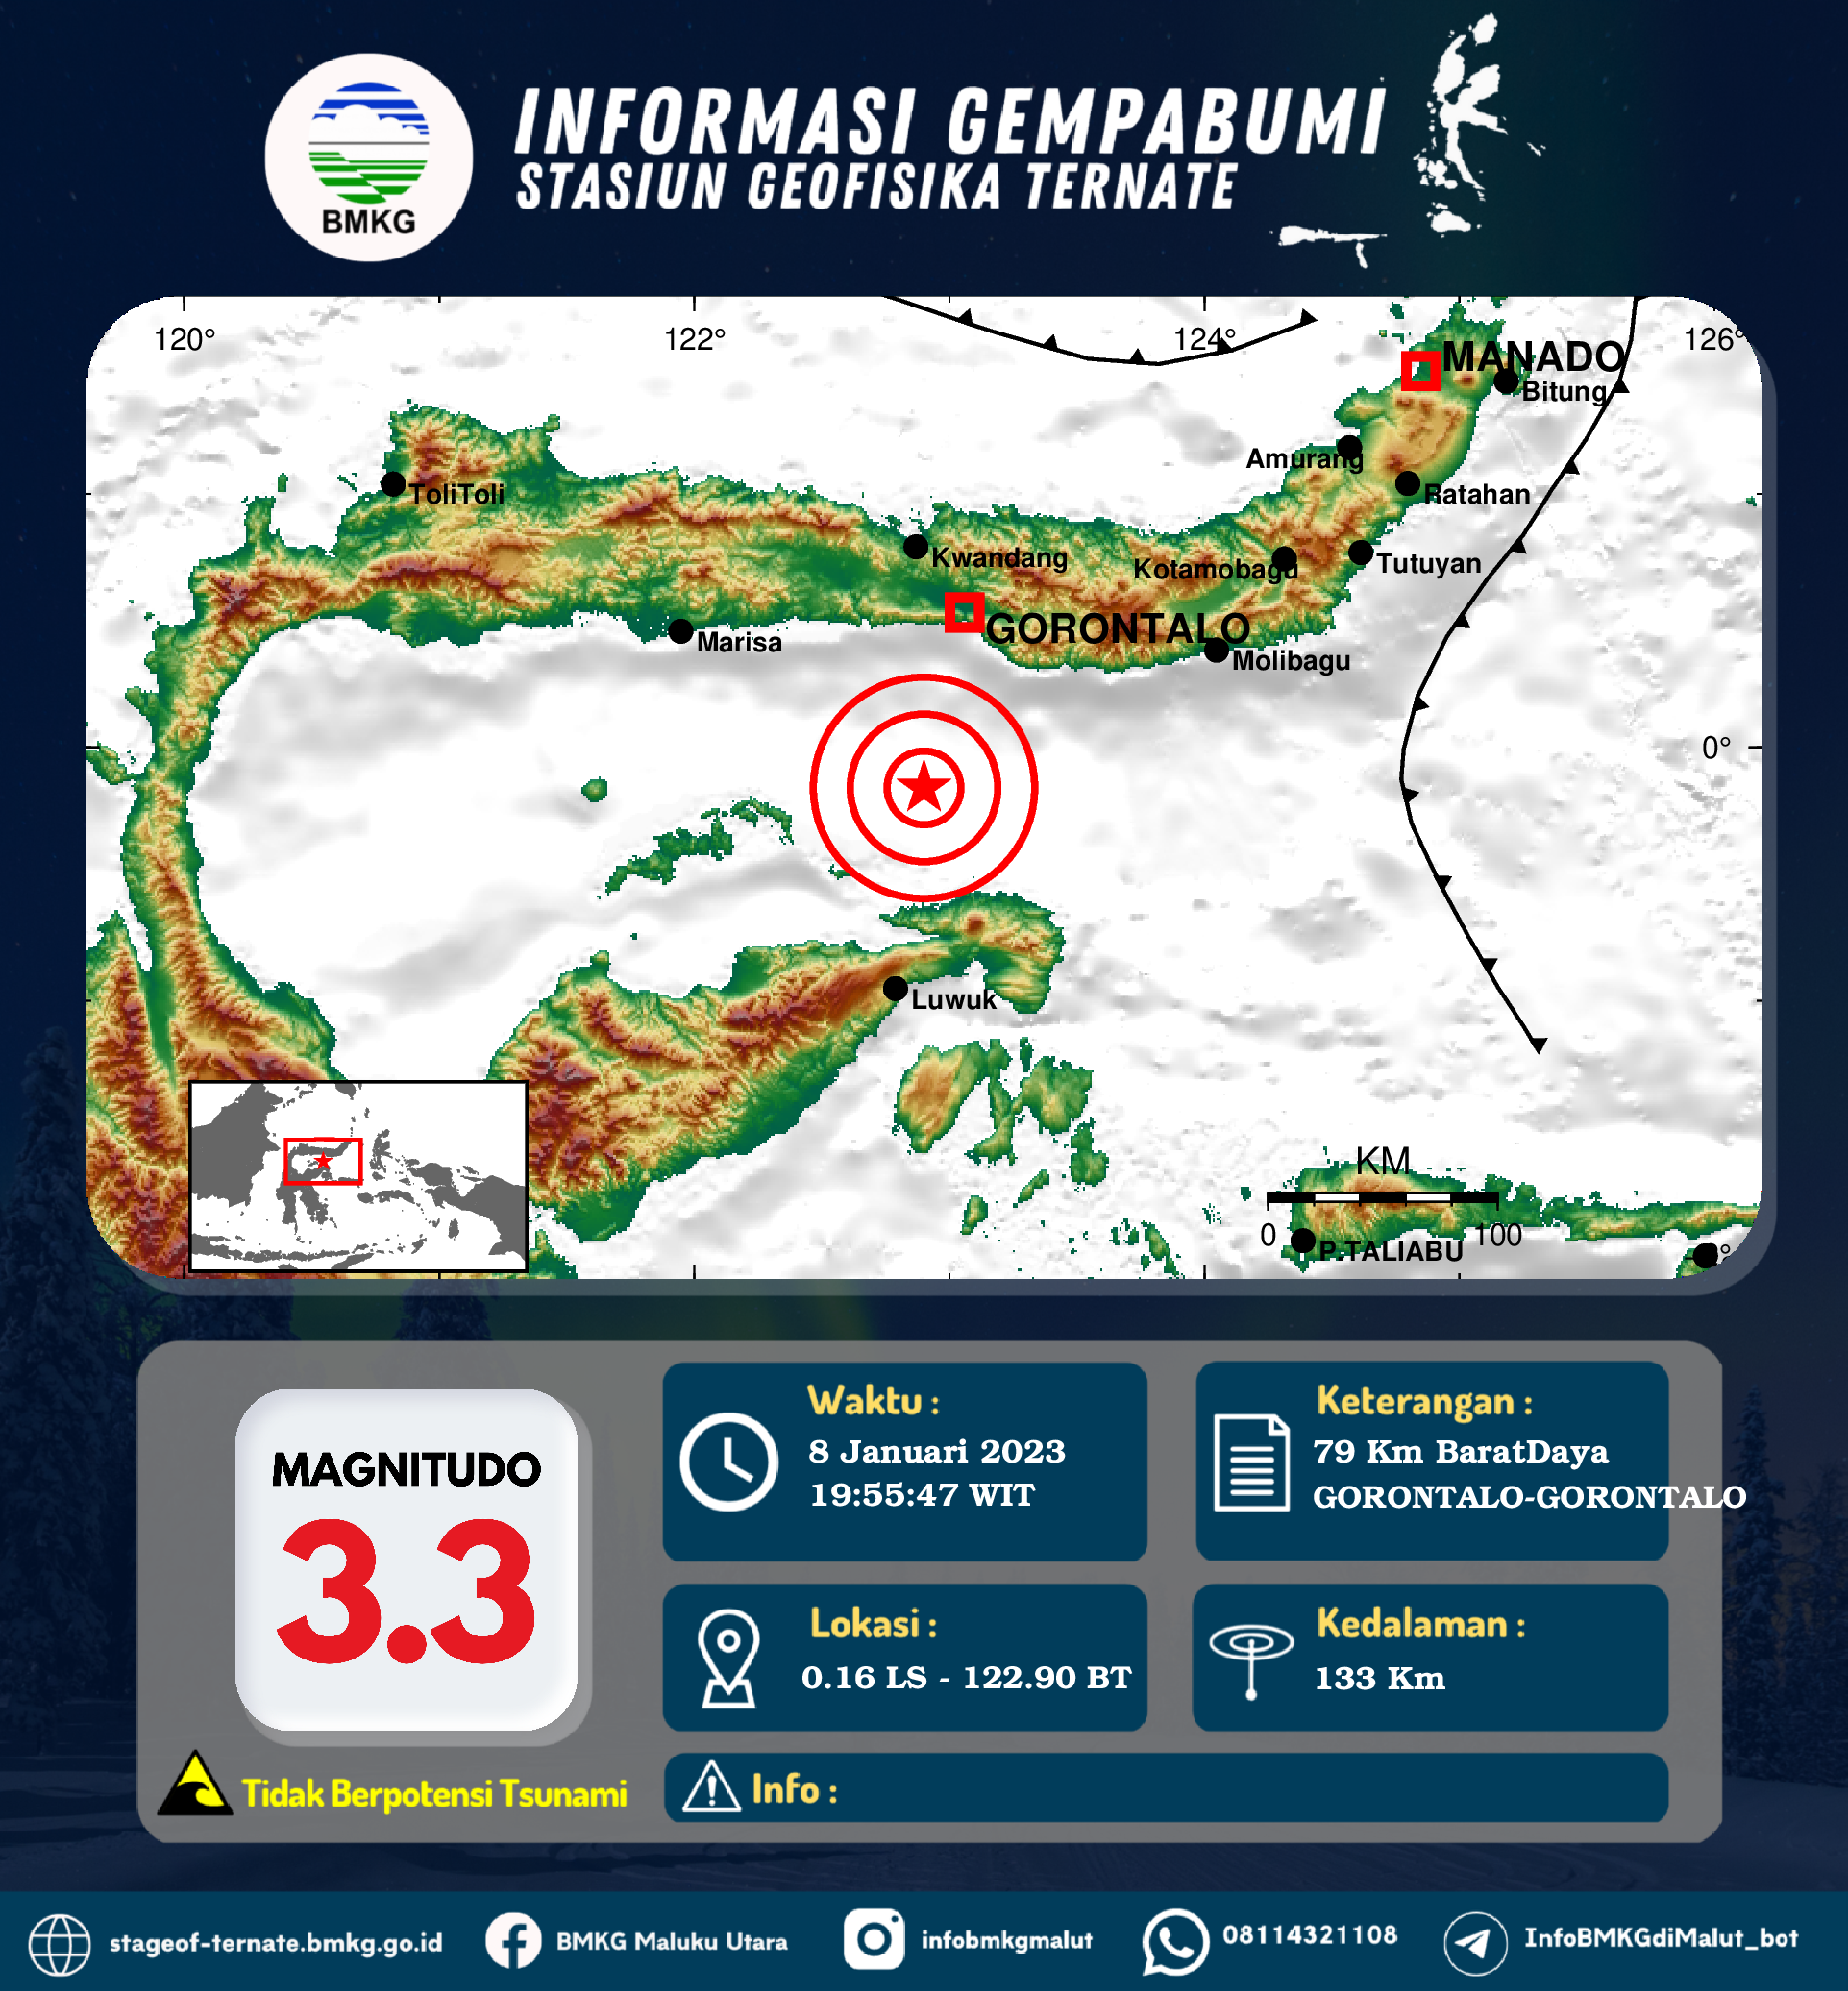 BMKG
INFORMASI GEMPABUMI
STASIUN GEOFISIKA TERNATE
120°
122°
124°
126°
MANADO
Bitung
Amurang
ToliToli
Ratahan
Kwandang
Kotamobagu
Tutuyan
GORONTALO
Marisa
Molibagu
0°
Luwuk
KM
0
100
P.TALIABU
MAGNITUDO
3.3
Tidak Berpotensi Tsunami
Waktu :
8 Januari 2023
19:55:47 WIT
Keterangan :
79 Km BaratDaya
GORONTALO-GORONTALO
Lokasi :
0.16 LS - 122.90 BT
Kedalaman :
133 Km
Info :
stageof-ternate.bmkg.go.id
BMKG Maluku Utara
infobmkgmalut
08114321108
InfoBMKGdiMalut_bot